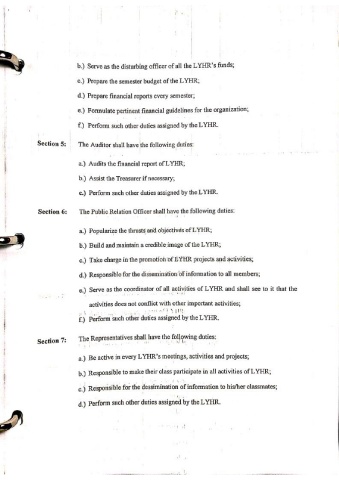 b.) Serve as the disturbing officer of all the LYHR's funds;
c.) Prepare the semester budget of the LYHR;
d.) Prepare financial reports every semester;
e.) Formulate pertinent financial guidelines for the organization;
f.) Perform such other duties assigned by the LYHR.
Section 5: The Auditor shall have the following duties:
a.) Audits the financial report of LYHR;
b.) Assist the Treasurer if necessary;
c.) Perform such other duties assigned by the LYHR.
Section 6: The Public Relation Officer shall have the following duties:
a.) Popularize the thrusts and objectives of LYHR;
b.) Build and maintain a credible image of the LYHR;
c.) Take charge in the promotion of LYHR projects and activities;
d.) Responsible for the dissemination of information to all members;
e.) Serve as the coordinator of all activities of LYHR and shall see to it that the
activities does not conflict with other important activities;
f.) Perform such other duties assigned by the LYHR.
Section 7: The Representatives shall have the following duties:
a.) Be active in every LYHR's meetings, activities and projects;
b.) Responsible to make their class participate in all activities of LYHR;
c.) Responsible for the dissimination of information to his/her classmates;
d.) Perform such other duties assigned by the LYHR.